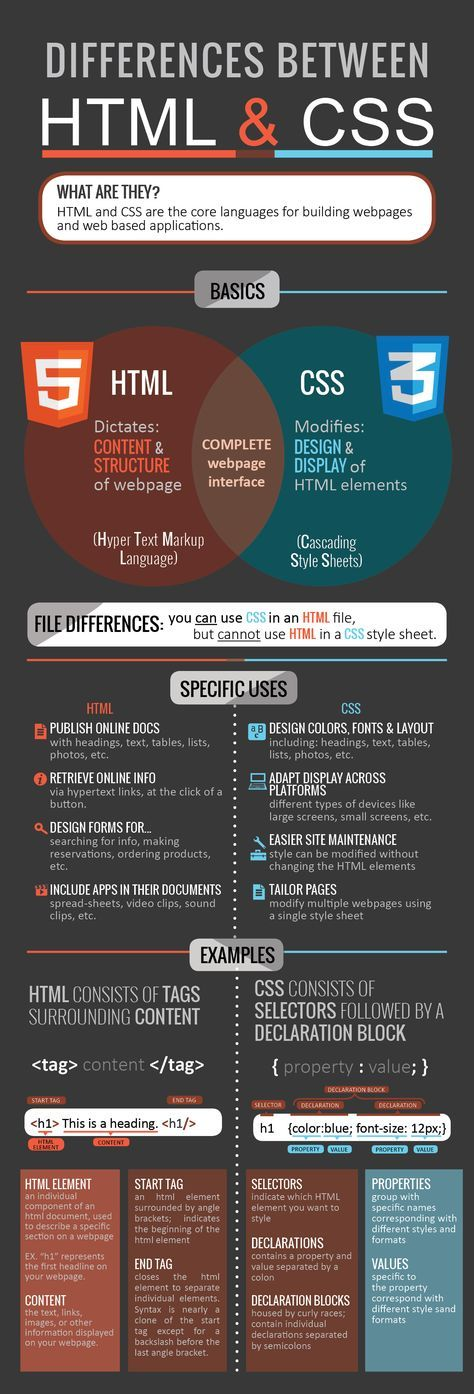 DIFFERENCES BETWEEN
HTML & CSS
WHAT ARE THEY?
HTML and CSS are the core languages for building webpages
and web based applications.
BASICS
5
HTML
Dictates:
CONTENT &
STRUCTURE
of webpage
(Hyper Text Markup
Language)
COMPLETE
webpage
interface
CSS
3
Modifies:
DESIGN &
DISPLAY of
HTML elements
(Cascading
Style Sheets)
FILE DIFFERENCES: you can use CSS in an HTML file,
but cannot use HTML in a CSS style sheet.
SPECIFIC USES
HTML
PUBLISH ONLINE DOCS
with headings, text, tables, lists,
photos, etc.
RETRIEVE ONLINE INFO
via hypertext links, at the click of a
button.
DESIGN FORMS FOR...
searching for info, making
reservations, ordering products,
etc.
INCLUDE APPS IN THEIR DOCUMENTS
spread-sheets, video clips, sound
clips, etc.
CSS
a B
c
DESIGN COLORS, FONTS & LAYOUT
including: headings, text, tables,
lists, photos, etc.
ADAPT DISPLAY ACROSS
PLATFORMS
different types of devices like
large screens, small screens, etc.
EASIER SITE MAINTENANCE
style can be modified without
changing the HTML elements
TAILOR PAGES
modify multiple webpages using
a single style sheet
EXAMPLES
HTML CONSISTS OF TAGS
SURROUNDING CONTENT
<tag> content </tag>
START TAG
END TAG
<h1> This is a heading. <h1/>
HTML
ELEMENT
CONTENT
CSS CONSISTS OF
SELECTORS FOLLOWED BY A
DECLARATION BLOCK
{ property : value; }
DECLARATION BLOCK
SELECTOR
DECLARATION
DECLARATION
h1 {color:blue; font-size: 12px;}
PROPERTY
VALUE
PROPERTY
VALUE
HTML ELEMENT
an individual
component of an
html document, used
to describe a specific
section on a webpage
EX. "h1" represents
the first headline on
your webpage.
CONTENT
the text, links,
images, or other
information displayed
on your webpage.
START TAG
an html element
surrounded by angle
brackets; indicates
the beginning of the
html element
END TAG
closes the html
element to separate
individual elements.
Syntax is nearly a
clone of the start
tag except for a
backslash before the
last angle bracket.
SELECTORS
indicate which HTML
element you want to
style
DECLARATIONS
contains a property and
value separated by a
colon
DECLARATION BLOCKS
housed by curly races;
contain individual
declarations separated
by semicolons
PROPERTIES
group with
specific names
corresponding with
different styles and
formats
VALUES
specific to
the property
correspond with
different style sand
formats